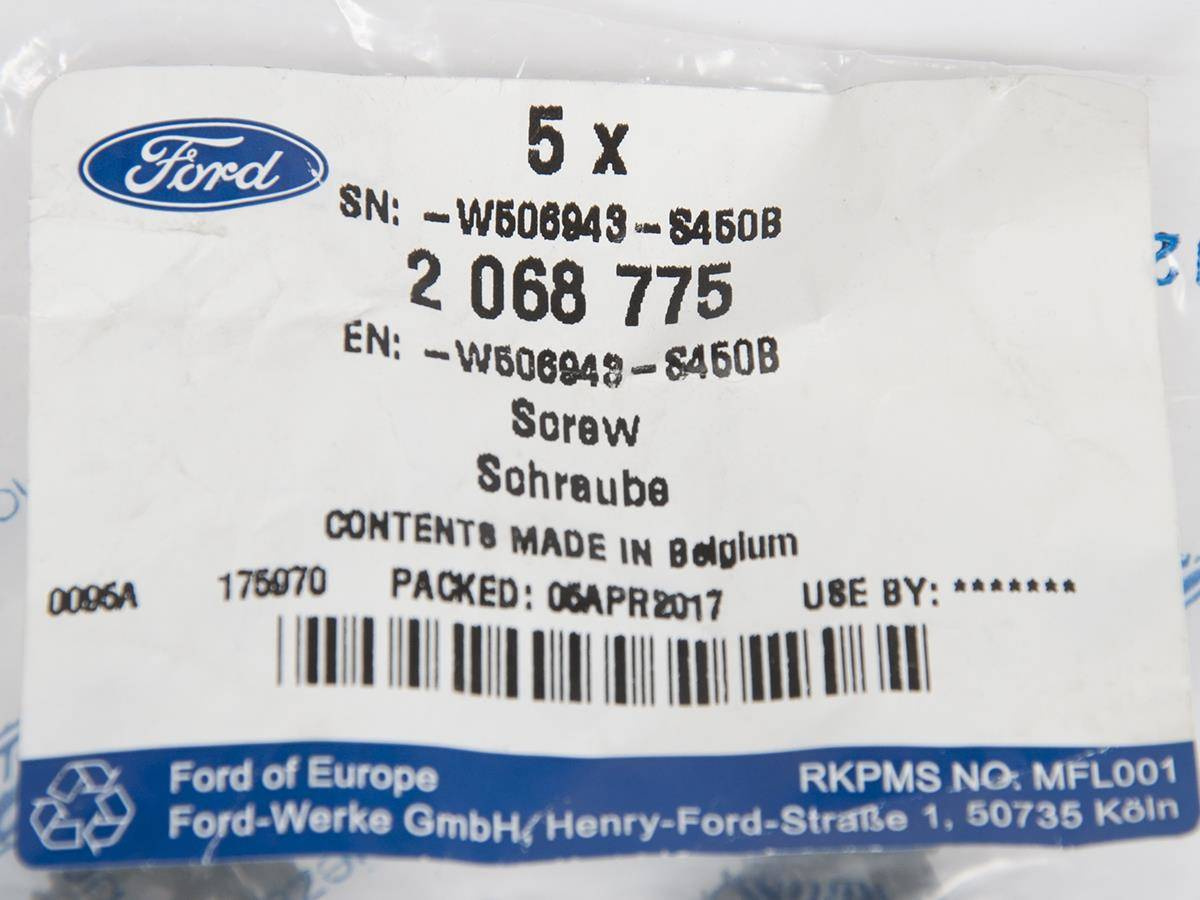 Ford
5 x
SN: -W506943-S450B
2 068 775
EN: -W506943-S450B
Screw
Schraube
CONTENTS MADE IN Belgium
0095A 175970 PACKED: 05APR2017 USE BY: *******
Ford of Europe RKPMS NO: MFL001
Ford-Werke GmbH, Henry-Ford-Straße 1, 50735 Köln